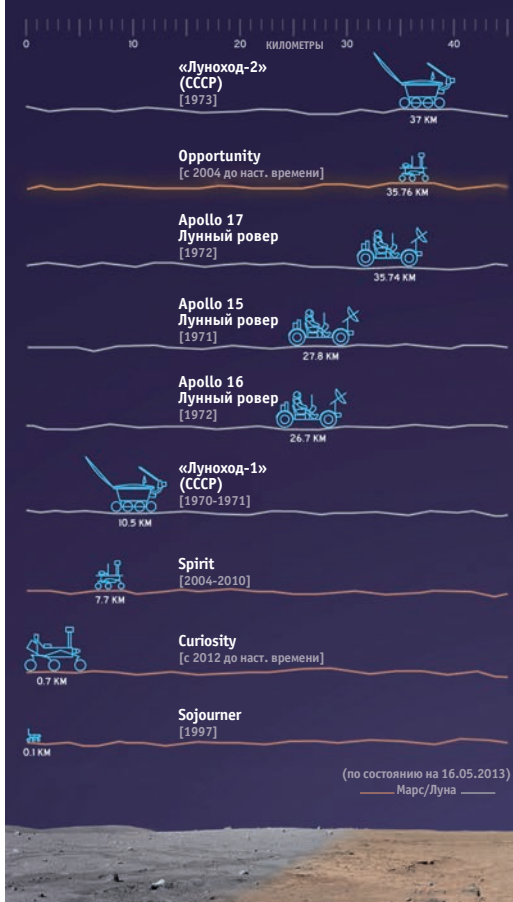 0 10 20 КИЛОМЕТРЫ 30 40
«Луноход-2»
(СССР)
[1973]
37 КМ
Opportunity
[с 2004 до наст. времени]
35.76 КМ
Apollo 17
Лунный ровер
[1972]
35.74 КМ
Apollo 15
Лунный ровер
[1971]
27.8 КМ
Apollo 16
Лунный ровер
[1972]
26.7 КМ
«Луноход-1»
(СССР)
[1970-1971]
10.5 КМ
Spirit
[2004-2010]
7.7 КМ
Curiosity
[с 2012 до наст. времени]
0.7 КМ
Sojourner
[1997]
0.1 КМ
(по состоянию на 16.05.2013)
Марс/Луна